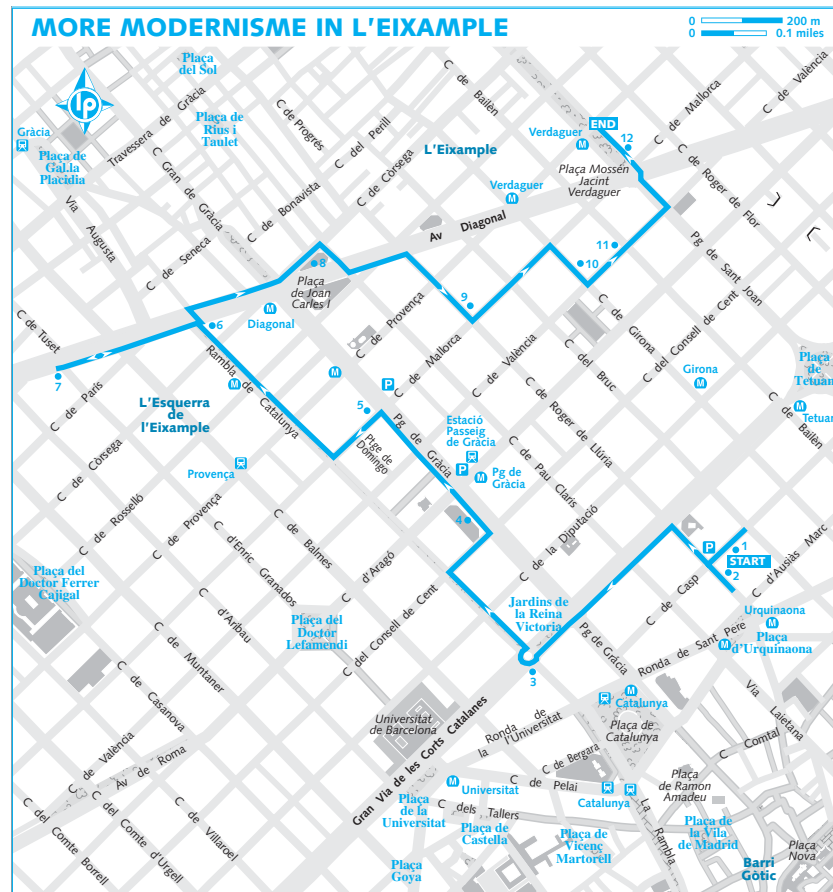 MORE MODERNISME IN L'EIXAMPLE
0 200 m
0 0.1 miles
lp
Plaça
del Sol
C de Bailèn
C de Mallorca
C de València
Gràcia
Travessera de Gràcia
Plaça de
Rius i
Taulet
C de Progrés
C del Perill
END
Verdaguer
12
Plaça de
Gal.la
Placídia
C Gran de Gràcia
C de Bonavista
C de Còrsega
L'Eixample
Plaça Mossén
Jacint
Verdaguer
C de Roger de Flor
Via Augusta
C de Seneca
Verdaguer
Av Diagonal
Pg de Sant Joan
8
Plaça
de Joan
Carles I
11
10
9
C de Tuset
6
Diagonal
C de Provença
C de Girona
C del Consell de Cent
7
Rambla de Catalunya
C de Mallorca
C de València
C del Bruc
Girona
Plaça
de
Tetuan
C de París
L'Esquerra
de
l'Eixample
5
Pg de Gràcia
Ptge de
Domingo
Estació
Passeig
de Gràcia
C de Roger de Llúria
Tetuan
C de Bailèn
C de Còrsega
Provença
P
P
Pg de
Gràcia
C de Pau Claris
C de Rosselló
C de Provença
C de Balmes
4
C de la Diputació
P
1
START
2
C d'Ausiàs Marc
C d'Enric Granados
C d'Aragó
Plaça del
Doctor Ferrer
Cajigal
C d'Aribau
Plaça del
Doctor
Lefamendi
C del Consell de Cent
Jardins de
la Reina
Victoria
C de Casp
Urquinaona
C de Muntaner
3
Pg de Gràcia
Ronda de Sant Pere
Plaça
d'Urquinaona
C de Casanova
Universitat
de Barcelona
Gran Via de les Corts Catalanes
Ronda de
la l'Universitat
Catalunya
Plaça de
Catalunya
Via Laietana
C Comtal
C de València
Av de Roma
C de Bergara
C de Pelai
Universitat
Catalunya
Plaça
de Ramon
Amadeu
C de Villaroel
Plaça
de la
Universitat
C dels Tallers
Plaça de
Castella
Plaça de
Vicenç
Martorell
La Rambla
Plaça de
la Vila
de Madrid
C del Comte d'Urgell
C del Comte Borrell
Plaça
Goya
Barri
Gòtic
Plaça
Nova